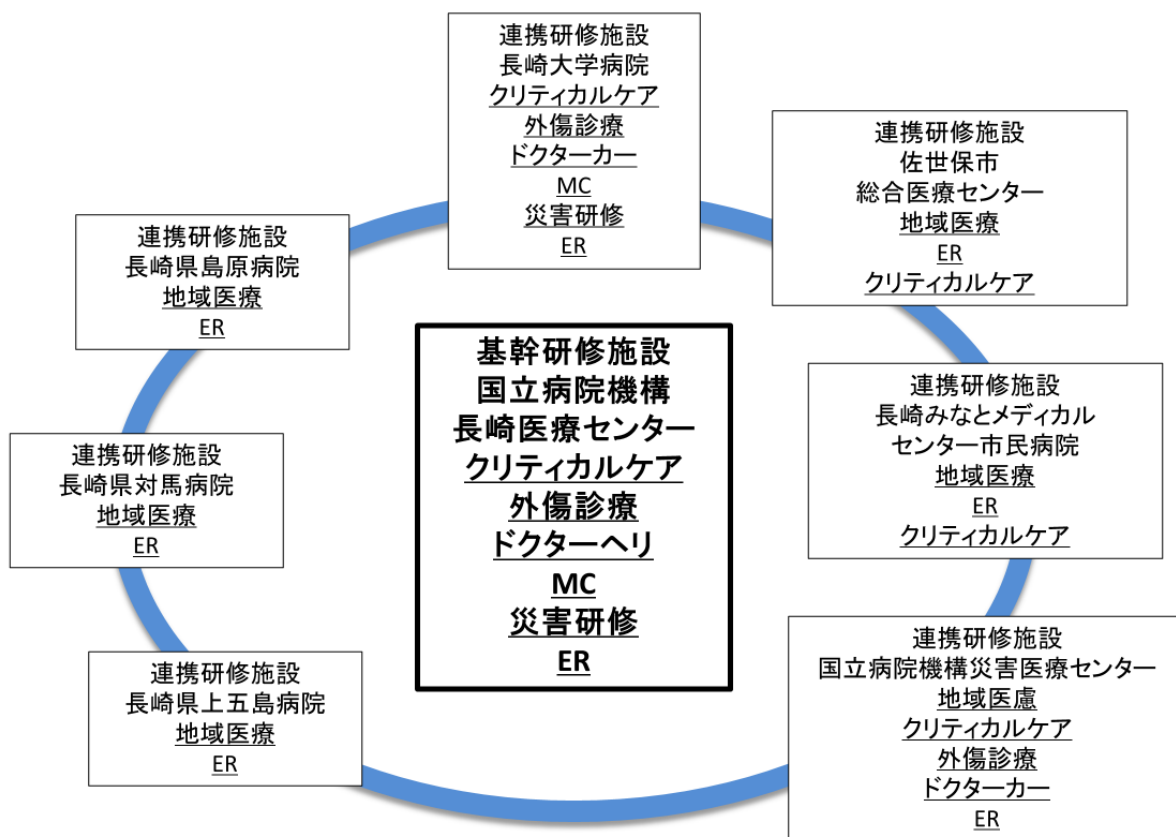 連携研修施設
長崎大学病院
クリティカルケア
外傷診療
ドクターカー
MC
災害研修
ER
連携研修施設
佐世保市
総合医療センター
地域医療
ER
クリティカルケア
連携研修施設
長崎県島原病院
地域医療
ER
基幹研修施設
国立病院機構
長崎医療センター
クリティカルケア
外傷診療
ドクターヘリ
MC
災害研修
ER
連携研修施設
長崎みなとメディカル
センター市民病院
地域医療
ER
クリティカルケア
連携研修施設
長崎県対馬病院
地域医療
ER
連携研修施設
国立病院機構災害医療センター
地域医慮
クリティカルケア
外傷診療
ドクターカー
ER
連携研修施設
長崎県上五島病院
地域医療
ER